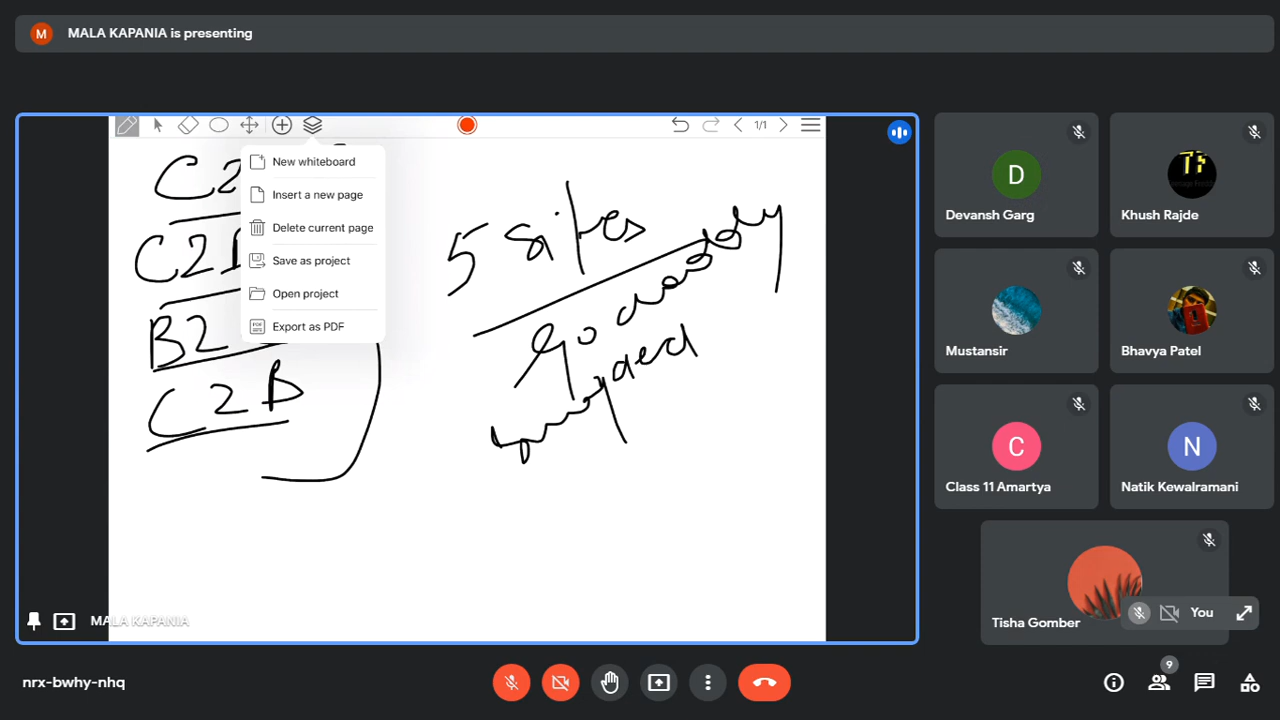 M MALA KAPANIA is presenting
1/1
New whiteboard
Insert a new page
Delete current page
Save as project
Open project
PDF Export as PDF
C2
C2
B2
C2B
5 sites
Godaddy
MALA KAPANIA
D
Devansh Garg
Khush Rajde
Mustansir
Bhavya Patel
C
Class 11 Amartya
N
Natik Kewalramani
Tisha Gomber
You
nrx-bwhy-nhq
9